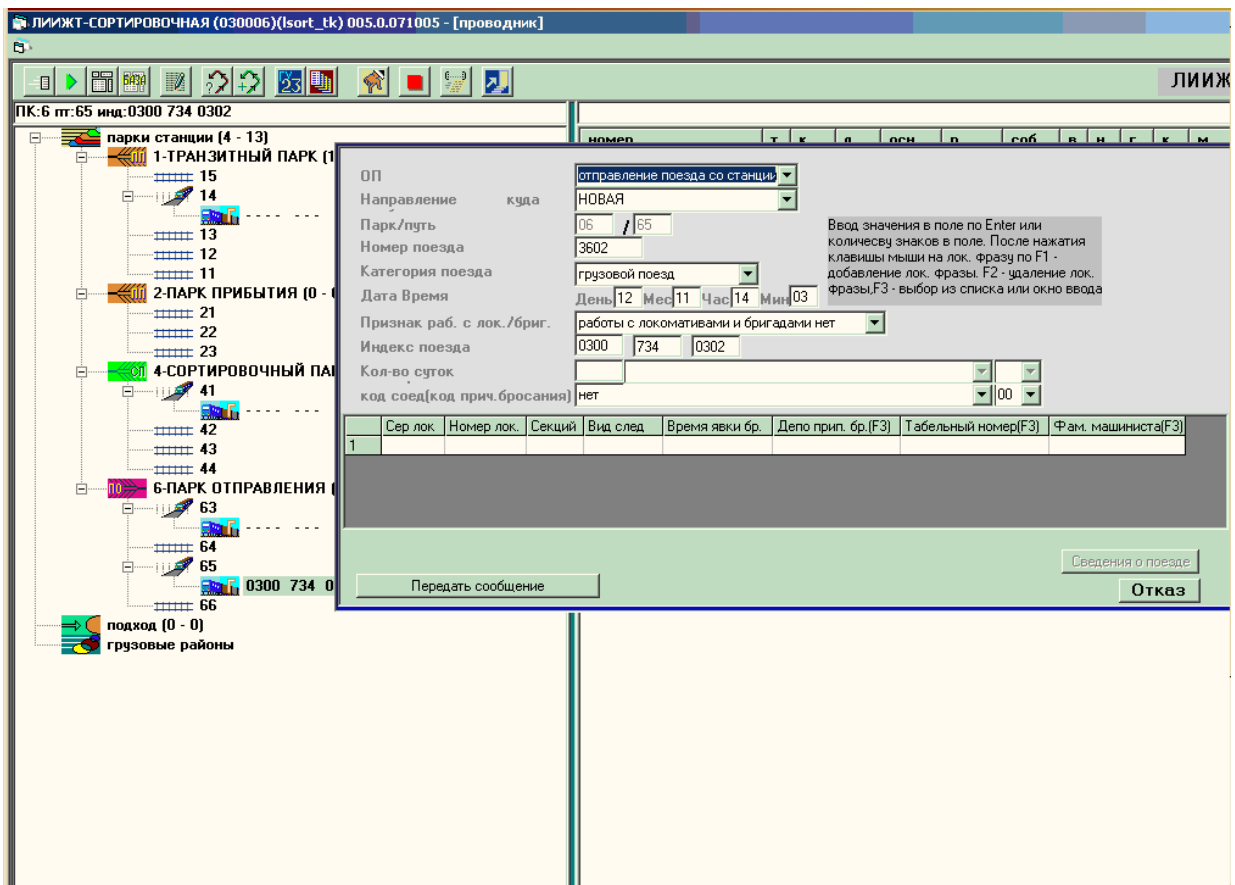 ЛИИЖТ-СОРТИРОВОЧНАЯ (030006)(lsort_tk) 005.0.071005 - [проводник]
БАЗА 23
ЛИИЖ
ПК:6 пт:65 инд:0300 734 0302
парки станции (4 - 13)
номер т к д осн р соб в н г к м
ПП 1-ТРАНЗИТНЫЙ ПАРК (1
15
14
--- ---
13
12
11
ПП 2-ПАРК ПРИБЫТИЯ (0 -
21
22
23
СП 4-СОРТИРОВОЧНЫЙ ПА
41
--- ---
42
43
44
ПО 6-ПАРК ОТПРАВЛЕНИЯ (
63
--- ---
64
65
0300 734 0
66
подход (0 - 0)
грузовые районы
ОП отправление поезда со станции
Направление куда НОВАЯ
Парк/путь 06 / 65
Номер поезда 3602
Категория поезда грузовой поезд
Дата Время День 12 Мес 11 Час 14 Мин 03
Признак раб. с лок./бриг. работы с локомативами и бригадами нет
Индекс поезда 0300 734 0302
Кол-во суток
код соед(код прич.бросания) нет 00
Ввод значения в поле по Enter или
количесву знаков в поле. После нажатия
клавишы мыши на лок. фразу по F1 -
добавление лок. фразы. F2 - удаление лок.
фразы,F3 - выбор из списка или окно ввода
Сер лок Номер лок. Секций Вид след Время явки бр. Депо прип. бр.(F3) Табельный номер(F3) Фам. машиниста(F3)
1
Сведения о поезде
Передать сообщение
Отказ